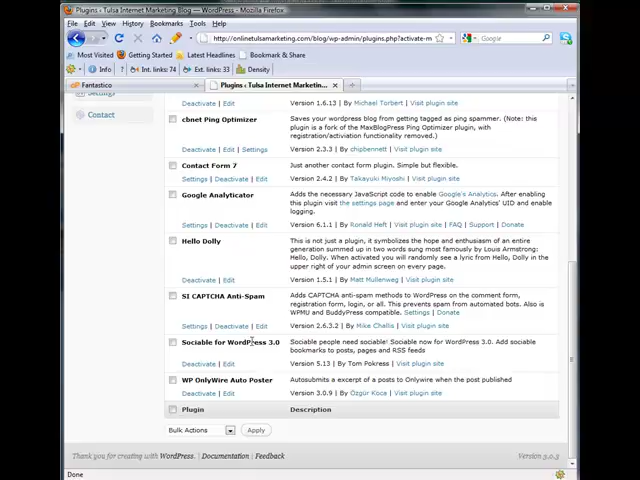 Plugins ‹ Tulsa Internet Marketing Blog — WordPress - Mozilla Firefox
File Edit View History Bookmarks Tools Help
http://onlinetulsamarketing.com/blog/wp-admin/plugins.php?activate-m
Google
Most Visited Getting Started Latest Headlines Bookmark & Share
Info Int. links: 74 Ext. links: 33 Density
Fantastico
Plugins ‹ Tulsa Internet Marketin...
Settings
Contact
Deactivate | Edit Version 1.6.13 | By Michael Torbert | Visit plugin site
cbnet Ping Optimizer Saves your wordpress blog from getting tagged as ping spammer. (Note: this
plugin is a fork of the MaxBlogPress Ping Optimizer plugin, with
registration/activiation functionality removed.)
Deactivate | Edit | Settings Version 2.3.3 | By chipbennett | Visit plugin site
Contact Form 7 Just another contact form plugin. Simple but flexible.
Settings | Deactivate | Edit Version 2.4.2 | By Takayuki Miyoshi | Visit plugin site
Google Analyticator Adds the necessary JavaScript code to enable Google's Analytics. After enabling
this plugin visit the settings page and enter your Google Analytics' UID and enable
logging.
Settings | Deactivate | Edit Version 6.1.1 | By Ronald Heft | Visit plugin site | FAQ | Support | Donate
Hello Dolly This is not just a plugin, it symbolizes the hope and enthusiasm of an entire
generation summed up in two words sung most famously by Louis Armstrong:
Hello, Dolly. When activated you will randomly see a lyric from Hello, Dolly in the
upper right of your admin screen on every page.
Deactivate | Edit Version 1.5.1 | By Matt Mullenweg | Visit plugin site
SI CAPTCHA Anti-Spam Adds CAPTCHA anti-spam methods to WordPress on the comment form,
registration form, login, or all. This prevents spam from automated bots. Also is
WPMU and BuddyPress compatible. Settings | Donate
Settings | Deactivate | Edit Version 2.6.3.2 | By Mike Challis | Visit plugin site
Sociable for WordPress 3.0 Sociable people need sociable! Sociable now for WordPress 3.0. Add sociable
bookmarks to posts, pages and RSS feeds
Deactivate | Edit Version 5.13 | By Tom Pokress | Visit plugin site
WP OnlyWire Auto Poster Autosubmits a excerpt of a posts to Onlywire when the post published
Deactivate | Edit Version 3.0.9 | By Özgür Koca | Visit plugin site
Plugin Description
Bulk Actions Apply
Thank you for creating with WordPress. | Documentation | Feedback Version 3.0.3
Done